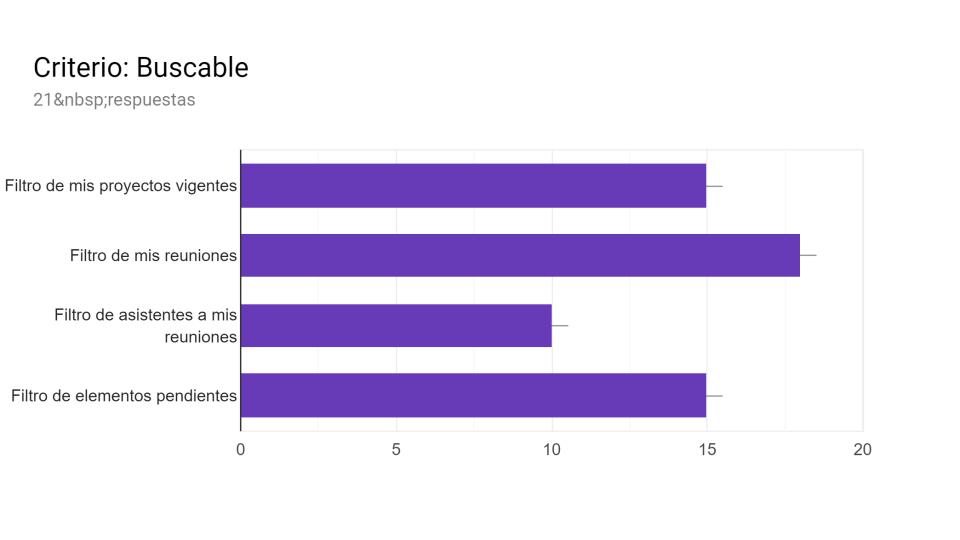 Criterio: Buscable
21&nbsp;respuestas
Filtro de mis proyectos vigentes
Filtro de mis reuniones
Filtro de asistentes a mis
reuniones
Filtro de elementos pendientes
0 5 10 15 20